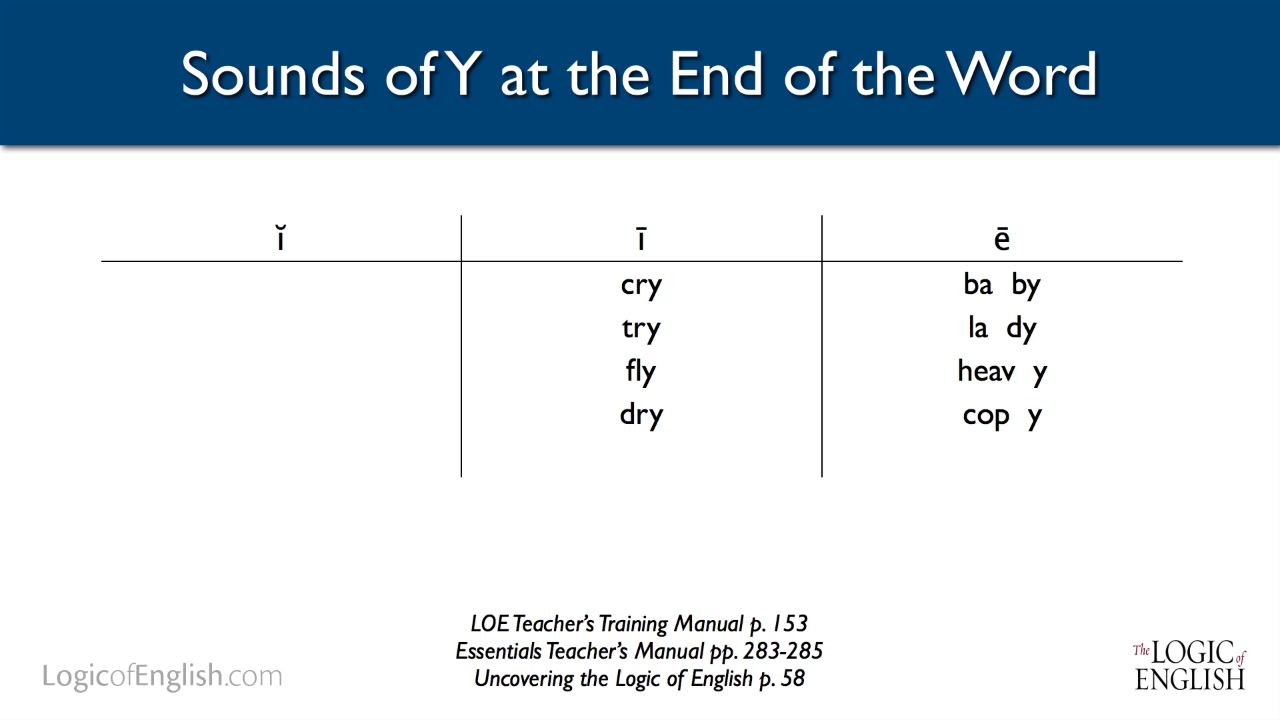 Sounds of Y at the End of the Word
ĭ ī ē
cry ba by
try la dy
fly heav y
dry cop y
LOE Teacher's Training Manual p. 153
Essentials Teacher's Manual pp. 283-285
Uncovering the Logic of English p. 58
LogicofEnglish.com
The LOGIC of
ENGLISH